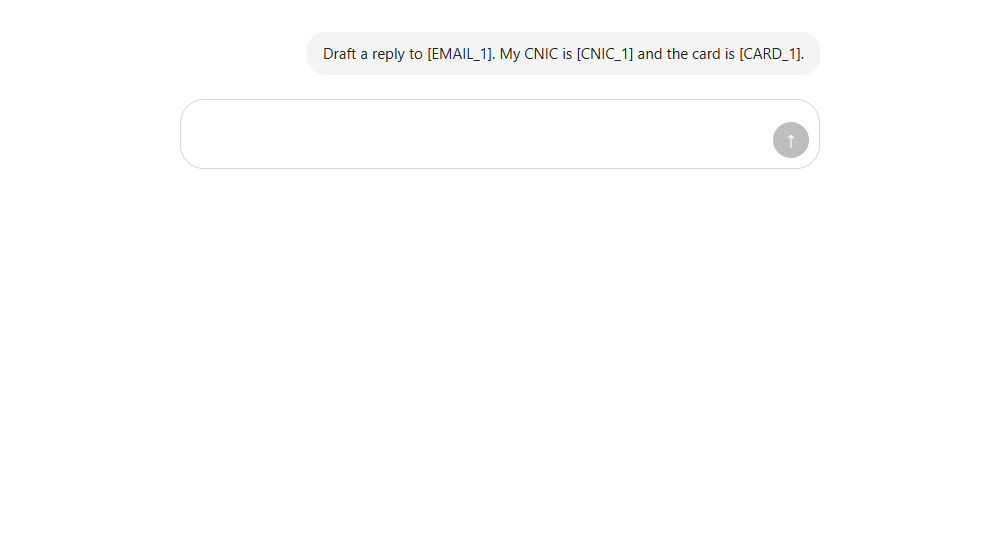 Draft a reply to [EMAIL_1]. My CNIC is [CNIC_1] and the card is [CARD_1].
↑